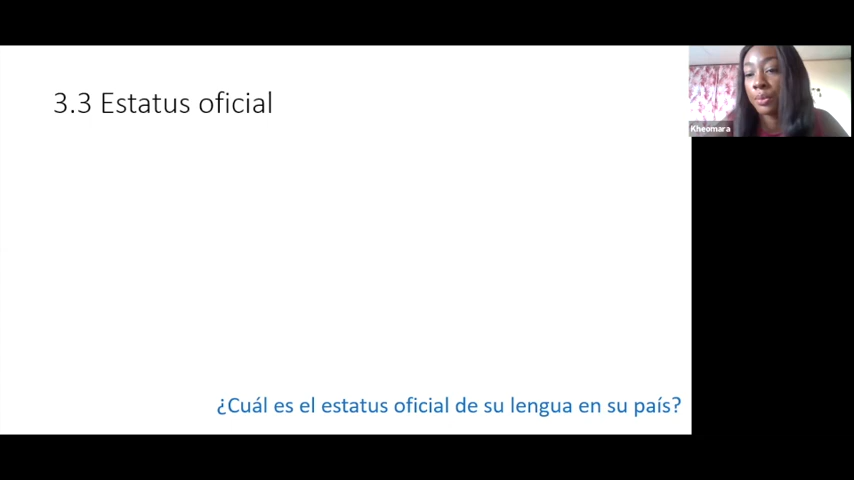 3.3 Estatus oficial
Kheomara
¿Cuál es el estatus oficial de su lengua en su país?